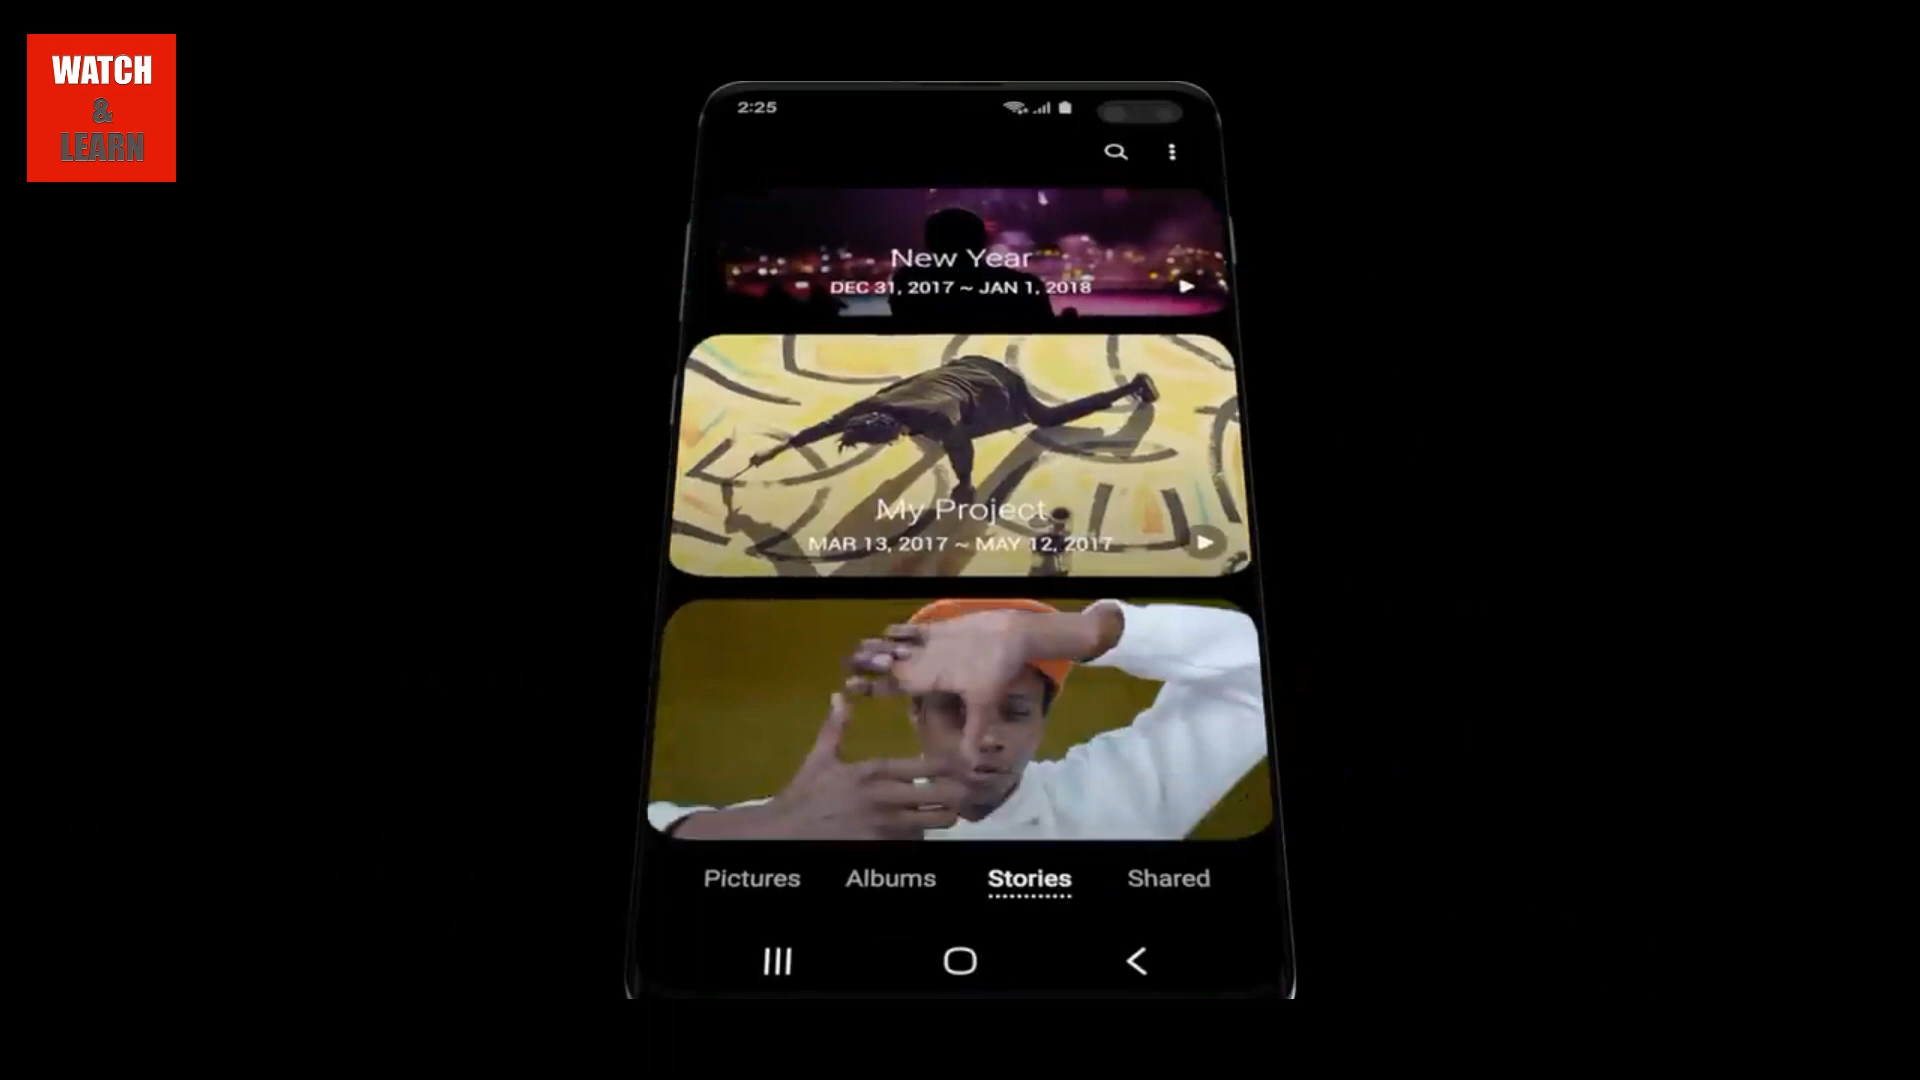 WATCH
&
LEARN
2:25
New Year
DEC 31, 2017 ~ JAN 1, 2018
My Project
MAR 13, 2017 ~ MAY 12, 2017
Pictures Albums Stories Shared